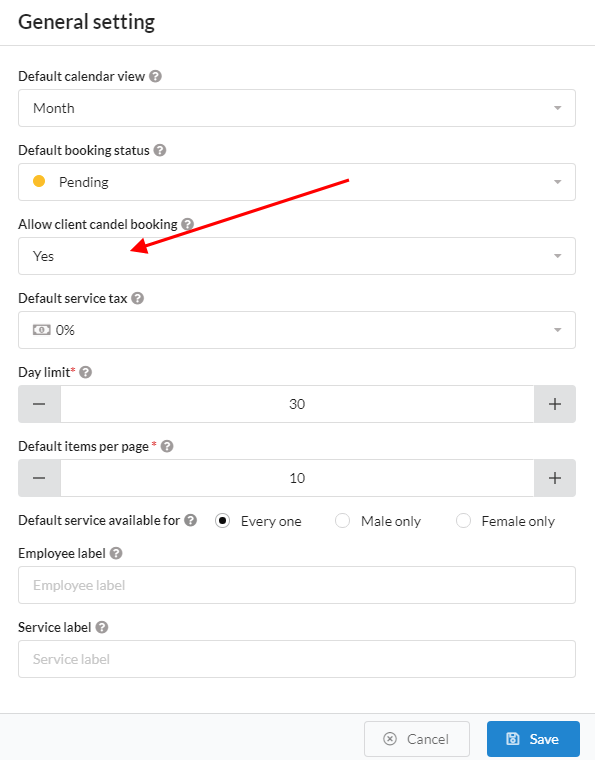 General setting
Default calendar view ?
Month
Default booking status ?
Pending
Allow client candel booking ?
Yes
Default service tax ?
0%
Day limit* ?
30
Default items per page * ?
10
Default service available for ? Every one Male only Female only
Employee label ?
Employee label
Service label ?
Service label
Cancel Save